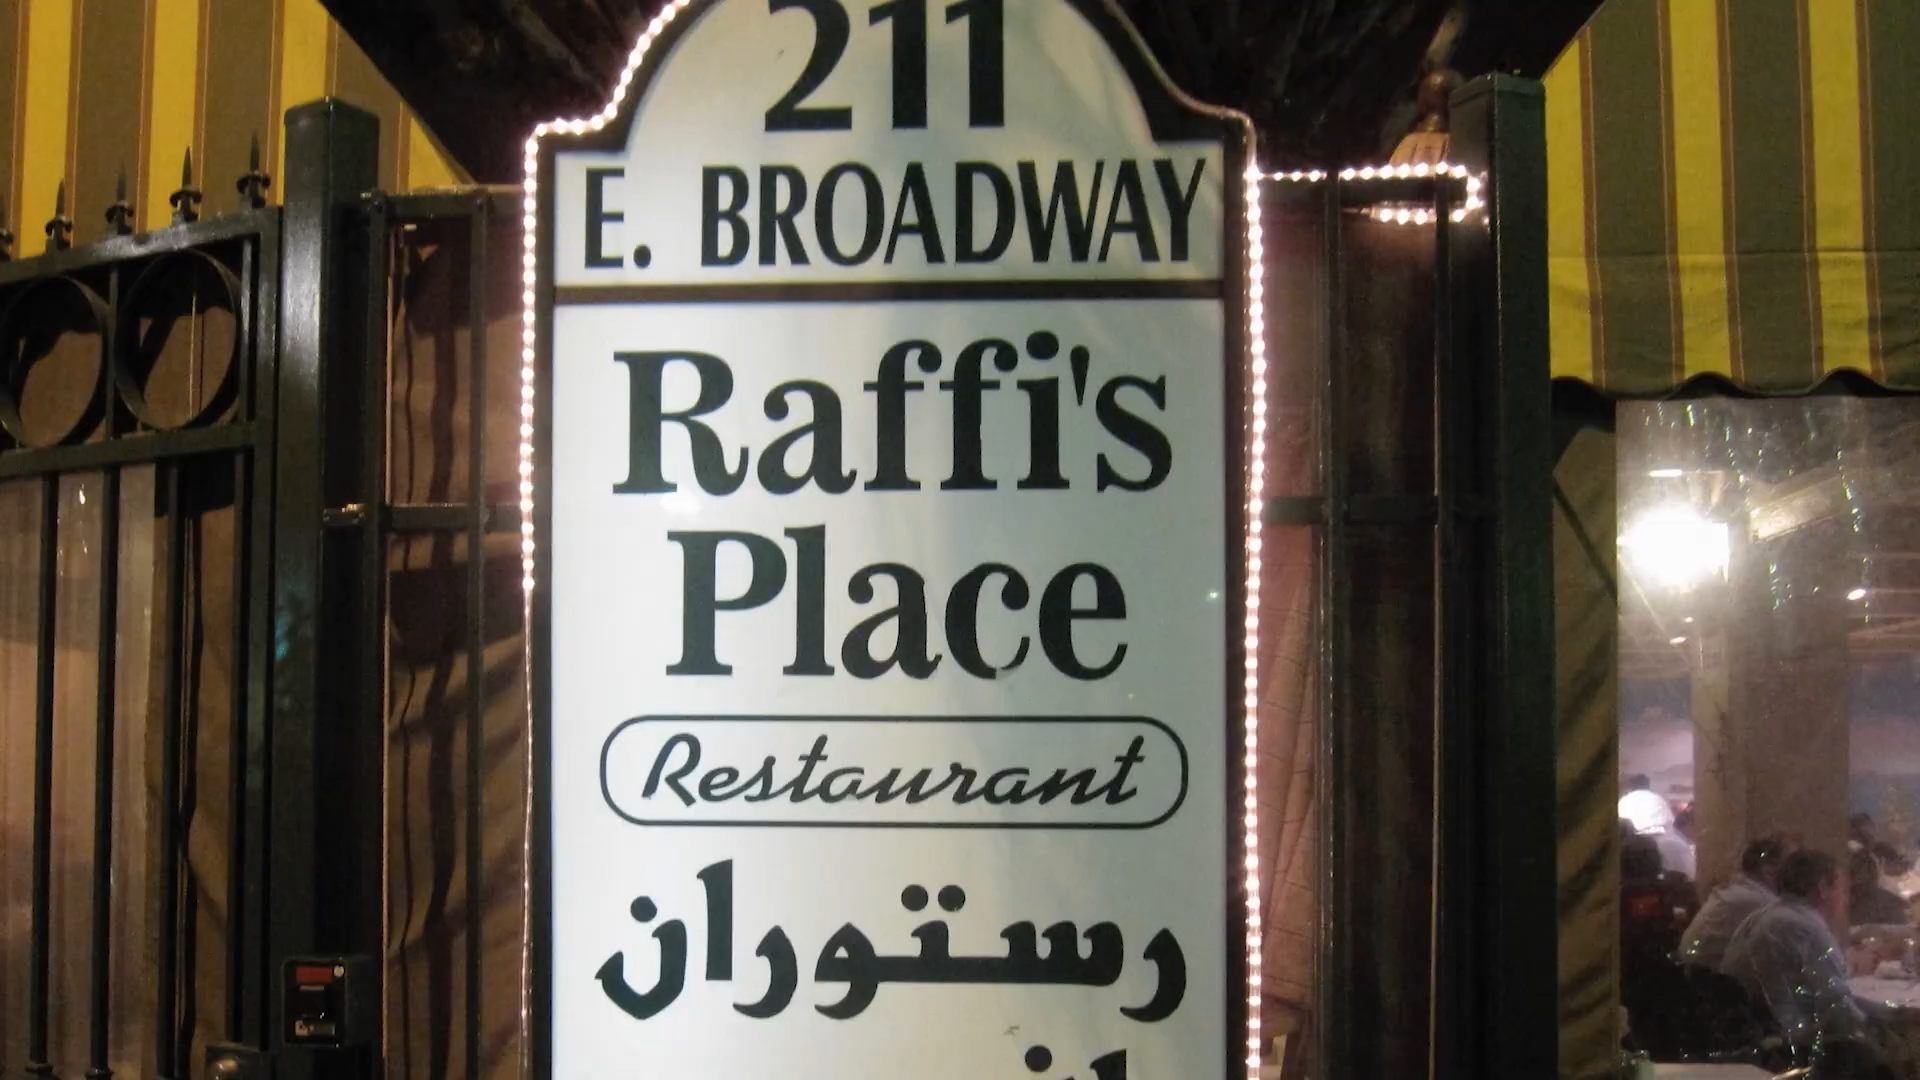 211
E. BROADWAY
Raffi's
Place
Restaurant
رستوران